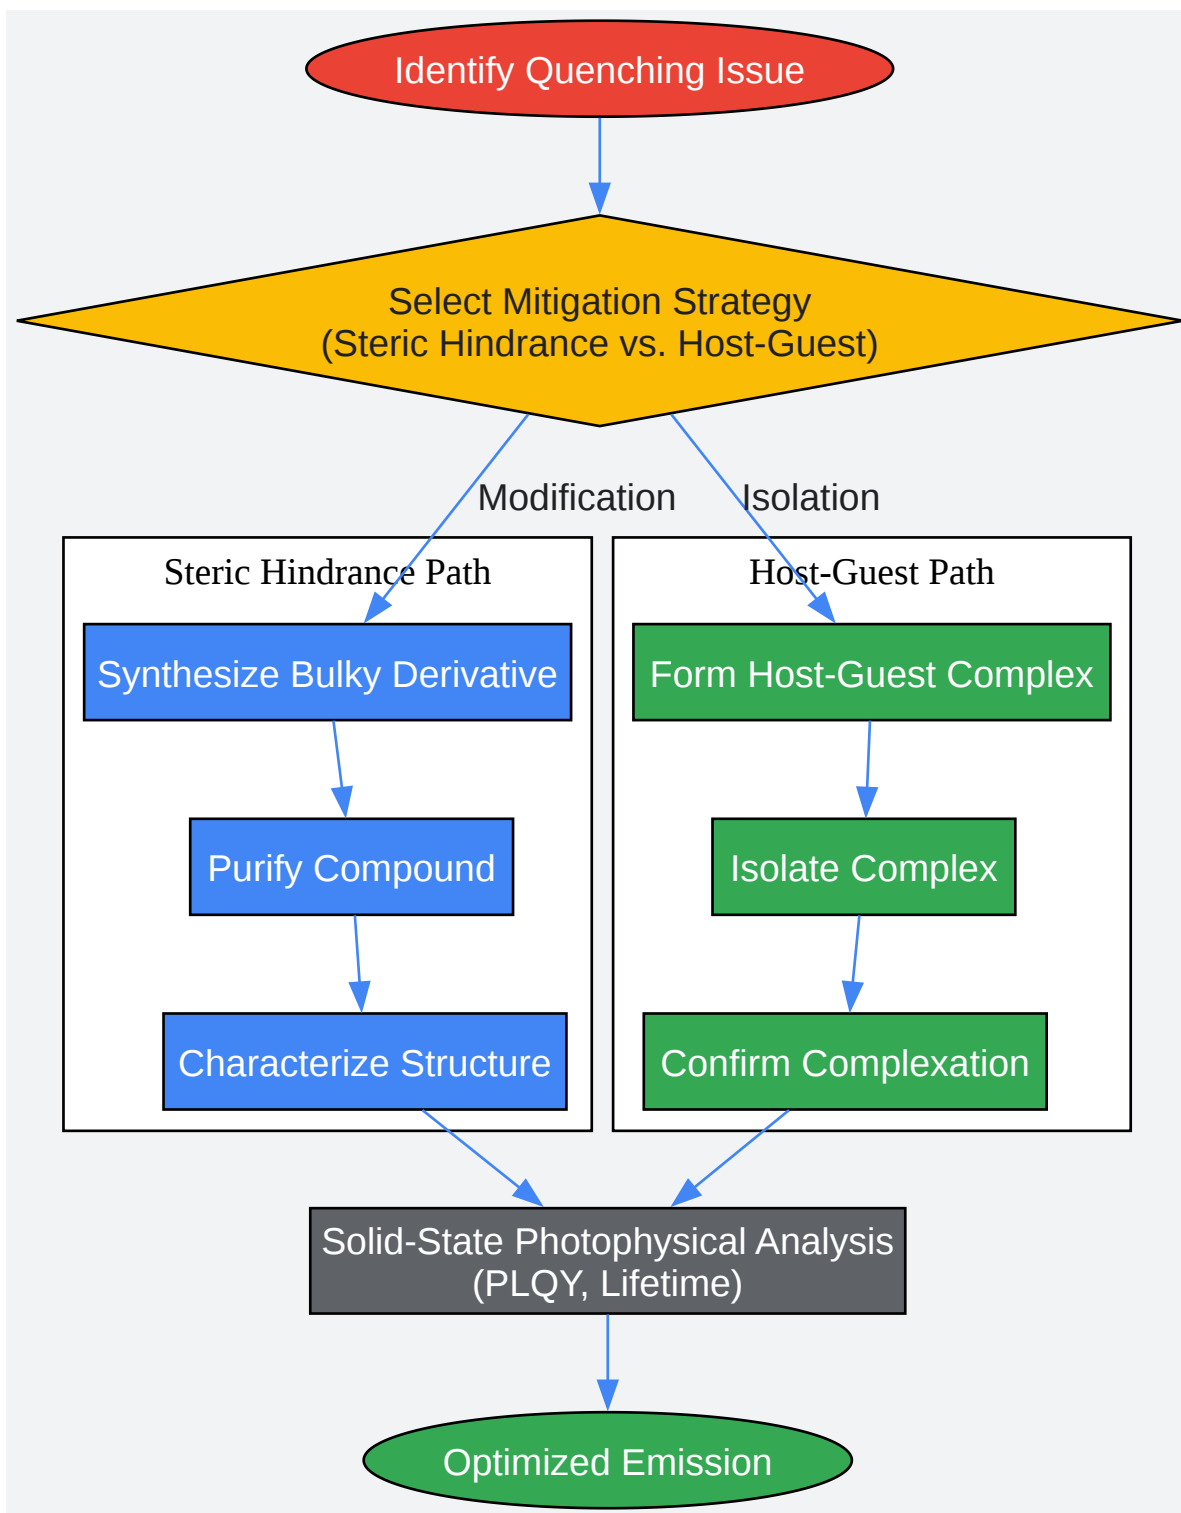 Identify Quenching Issue
Select Mitigation Strategy
(Steric Hindrance vs. Host-Guest)
Modification
Isolation
Steric Hindrance Path
Host-Guest Path
Synthesize Bulky Derivative
Form Host-Guest Complex
Purify Compound
Isolate Complex
Characterize Structure
Confirm Complexation
Solid-State Photophysical Analysis
(PLQY, Lifetime)
Optimized Emission